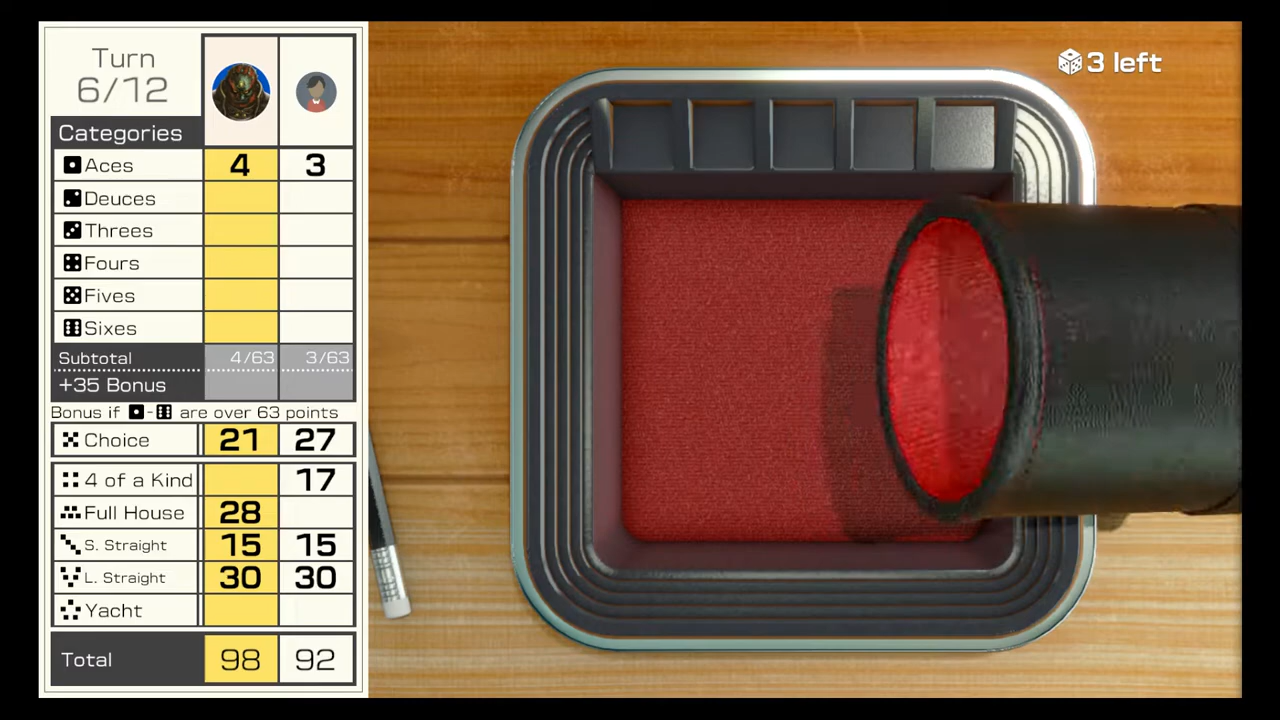 Turn
6/12
3 left
Categories
Aces 4 3
Deuces
Threes
Fours
Fives
Sixes
Subtotal 4/63 3/63
+35 Bonus
Bonus if - are over 63 points
Choice 21 27
4 of a Kind 17
Full House 28
S. Straight 15 15
L. Straight 30 30
Yacht
Total 98 92